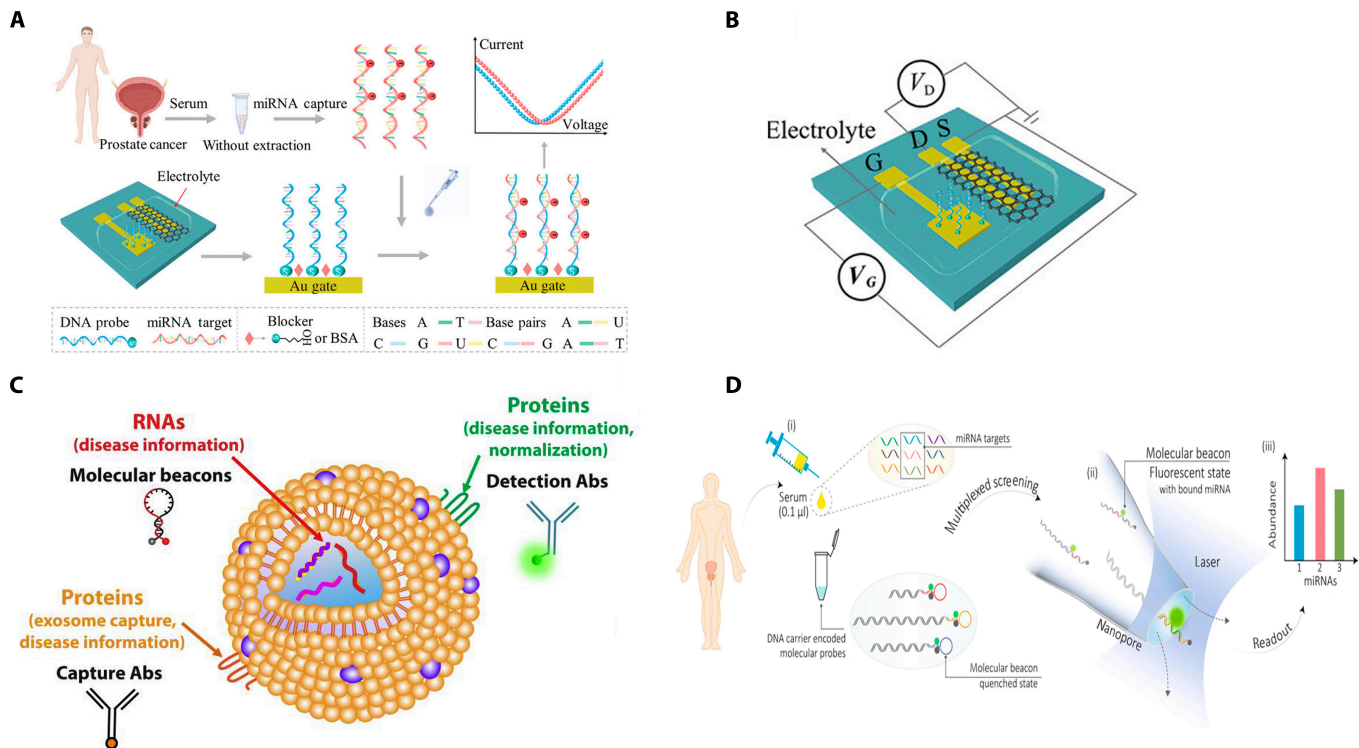 A
Current
Voltage
Serum
miRNA capture
Prostate cancer
Without extraction
Electrolyte
S S S
Au gate
S S S
Au gate
DNA probe
miRNA target
Blocker
HO or BSA
Bases A T Base pairs A U
C G U C G A T
B
V_D
Electrolyte
G D S
V_G
C
RNAs
(disease information)
Molecular beacons
Proteins
(disease information,
normalization)
Detection Abs
Proteins
(exosome capture,
disease information)
Capture Abs
D
(i)
miRNA targets
Serum
(0.1 µl)
Multiplexed screening
DNA carrier encoded
molecular probes
Molecular beacon
quenched state
(ii)
Molecular beacon
Fluorescent state
with bound miRNA
Laser
Nanopore
Readout
(iii)
Abundance
1 2 3
miRNAs